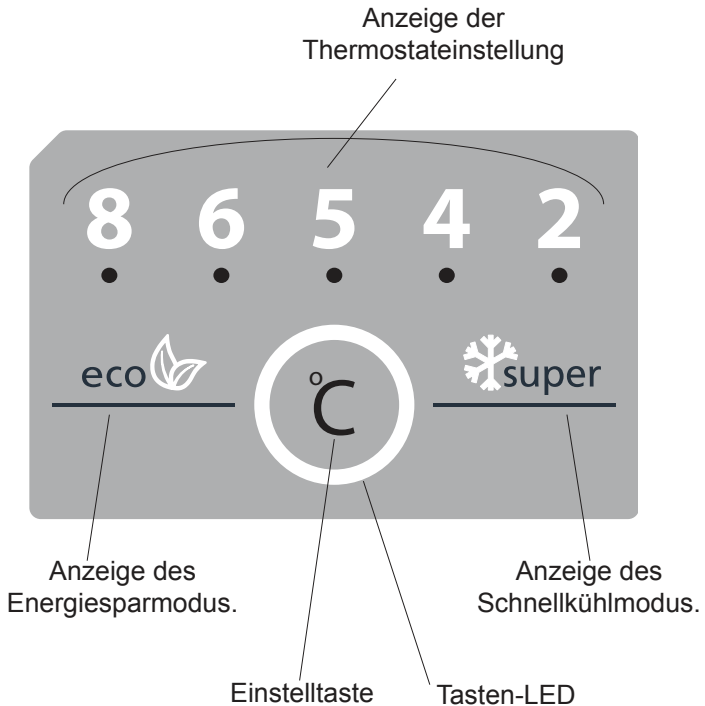 Anzeige der
Thermostateinstellung
8 6 5 4 2
eco
°C
super
Anzeige des
Energiesparmodus.
Anzeige des
Schnellkühlmodus.
Einstelltaste
Tasten-LED